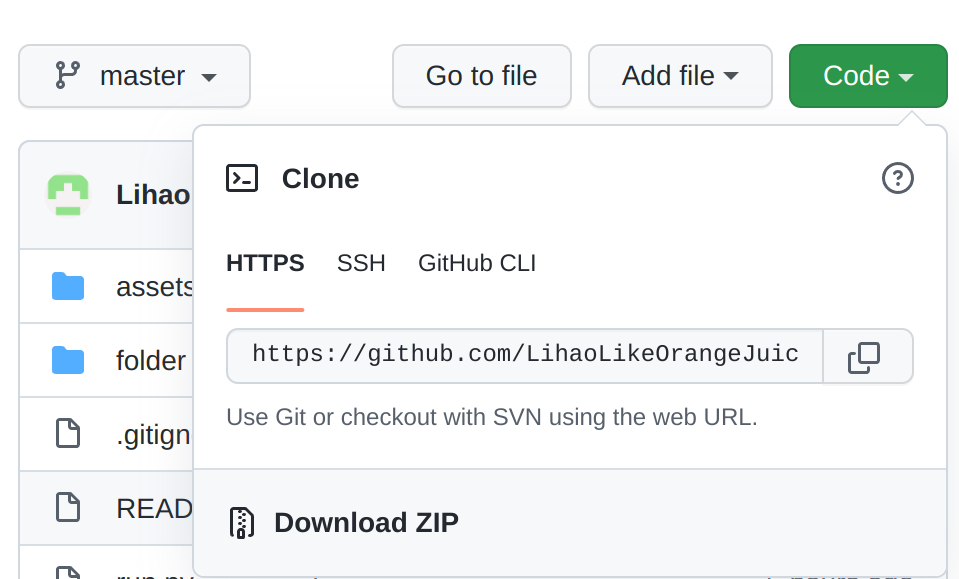 master Go to file Add file Code
Lihao
Clone
HTTPS SSH GitHub CLI
assets
https://github.com/LihaoLikeOrangeJuic
folder
Use Git or checkout with SVN using the web URL.
.gitign
READ
Download ZIP